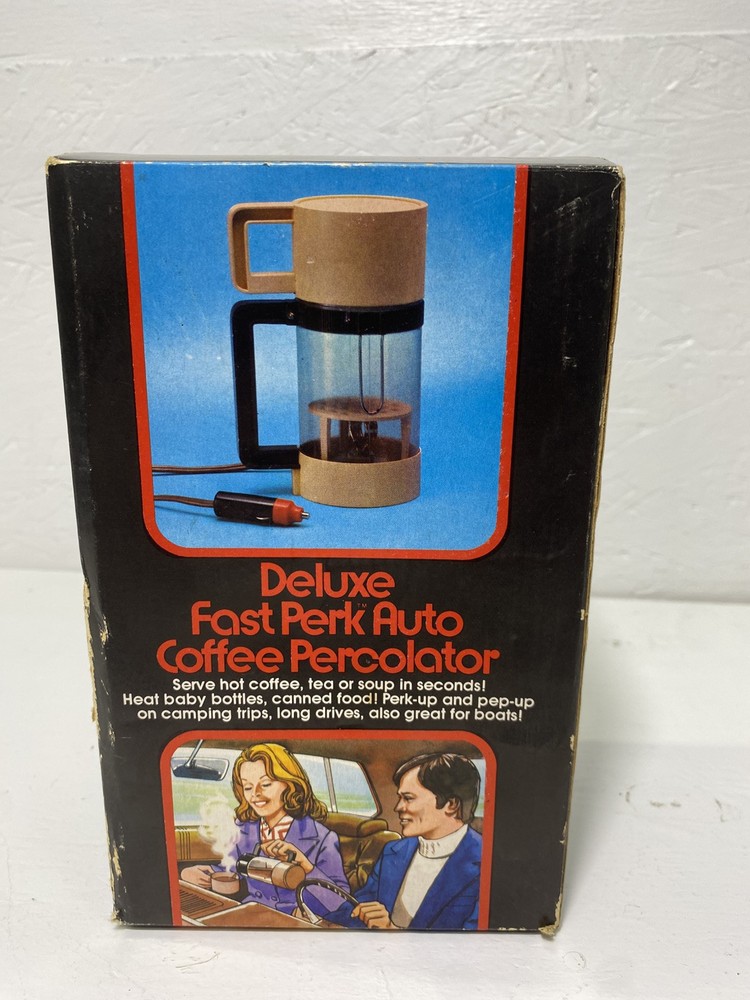 Deluxe
Fast Perk™ Auto
Coffee Percolator
Serve hot coffee, tea or soup in seconds!
Heat baby bottles, canned food! Perk-up and pep-up
on camping trips, long drives, also great for boats!